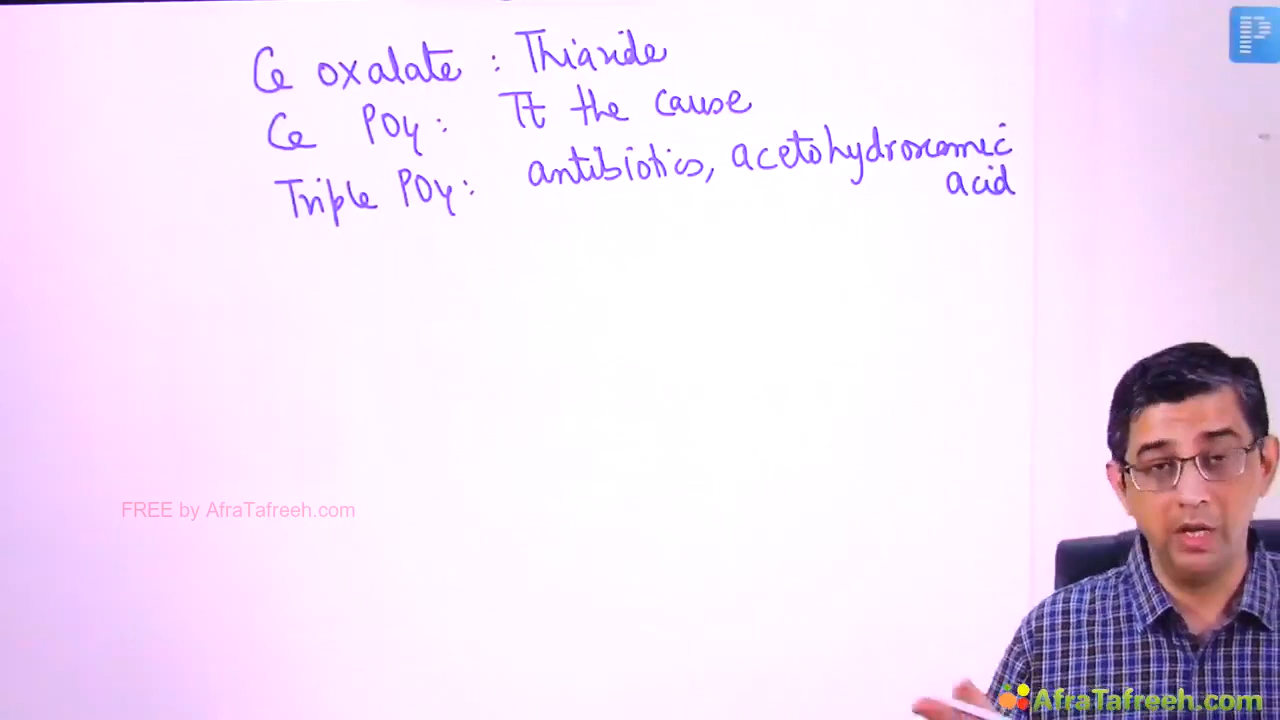 Ca oxalate : Thiazide
Ca PO4 : Tt the cause
Triple PO4 : antibiotics, acetohydroxamic
acid
FREE by AfraTafreeh.com
AfraTafreeh.com
P